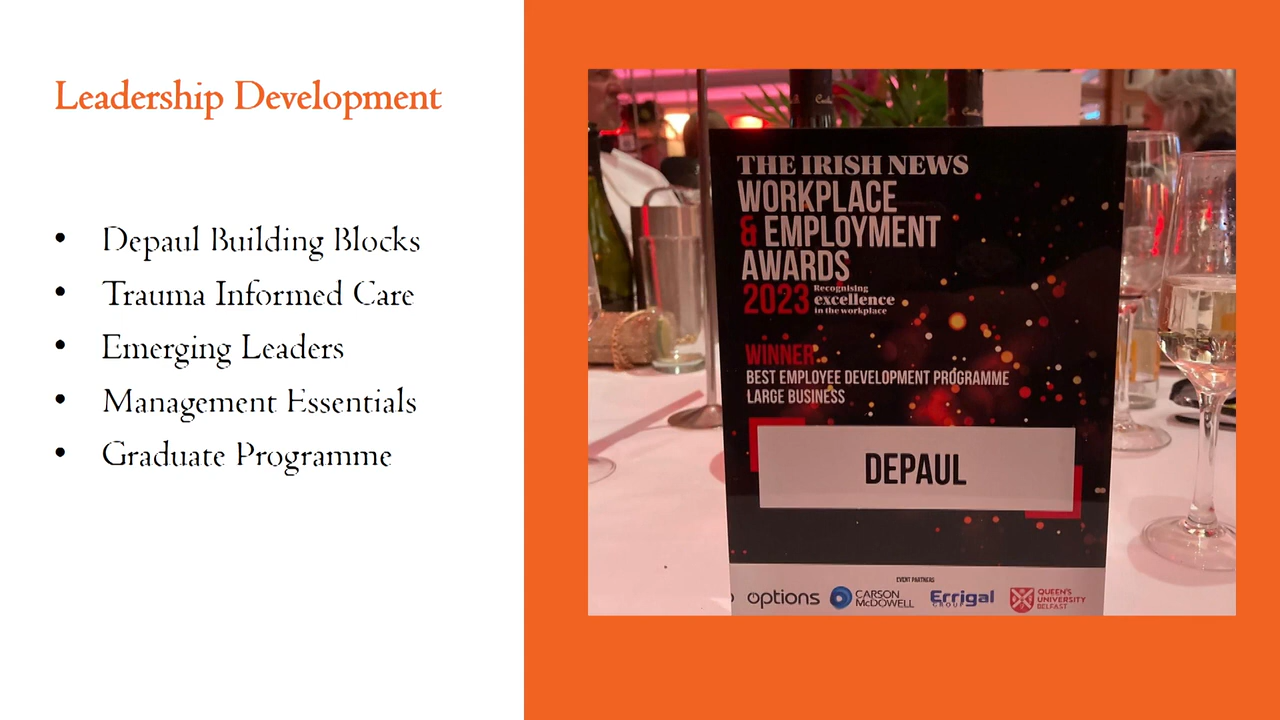 Leadership Development
• Depaul Building Blocks
• Trauma Informed Care
• Emerging Leaders
• Management Essentials
• Graduate Programme
THE IRISH NEWS
WORKPLACE
& EMPLOYMENT
AWARDS
2023 Recognising
excellence
in the workplace
WINNER
BEST EMPLOYEE DEVELOPMENT PROGRAMME
LARGE BUSINESS
DEPAUL
EVENT PARTNERS
options
CARSON
McDOWELL
Errigal
GROUP
QUEEN'S
UNIVERSITY
BELFAST